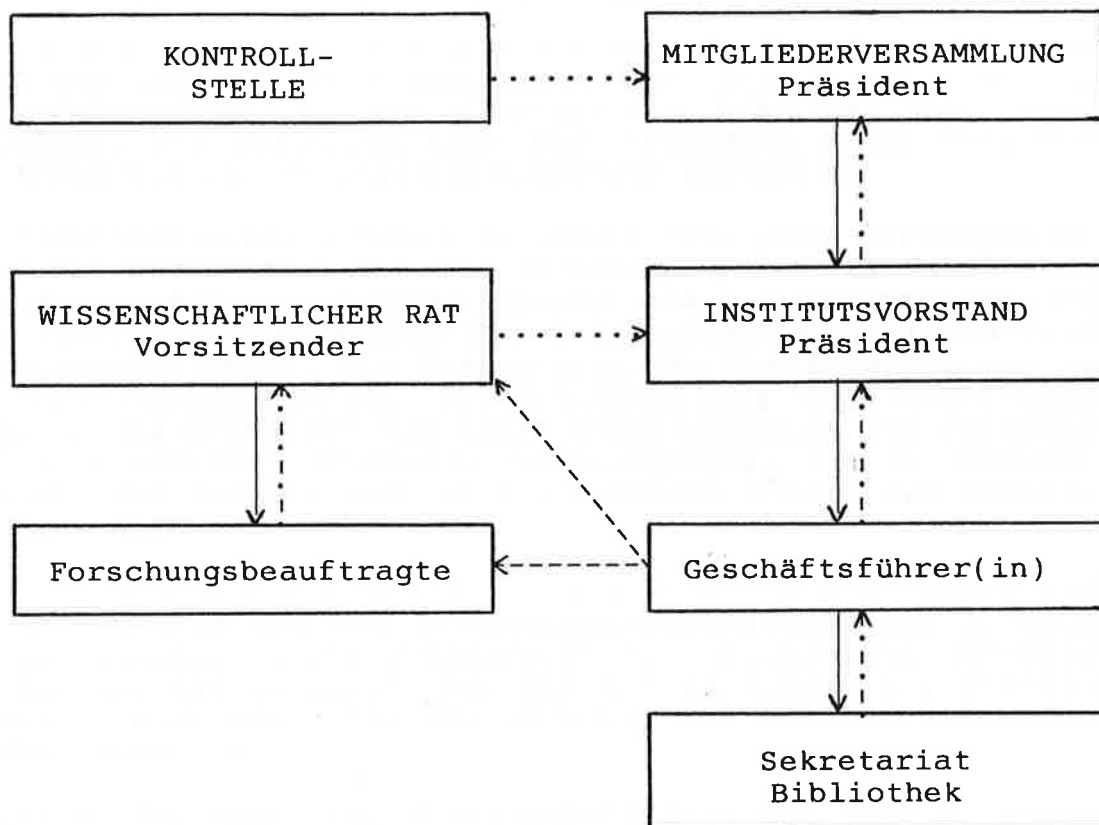 KONTROLL-
STELLE
MITGLIEDERVERSAMMLUNG
Präsident
WISSENSCHAFTLICHER RAT
Vorsitzender
INSTITUTSVORSTAND
Präsident
Forschungsbeauftragte
Geschäftsführer(in)
Sekretariat
Bibliothek